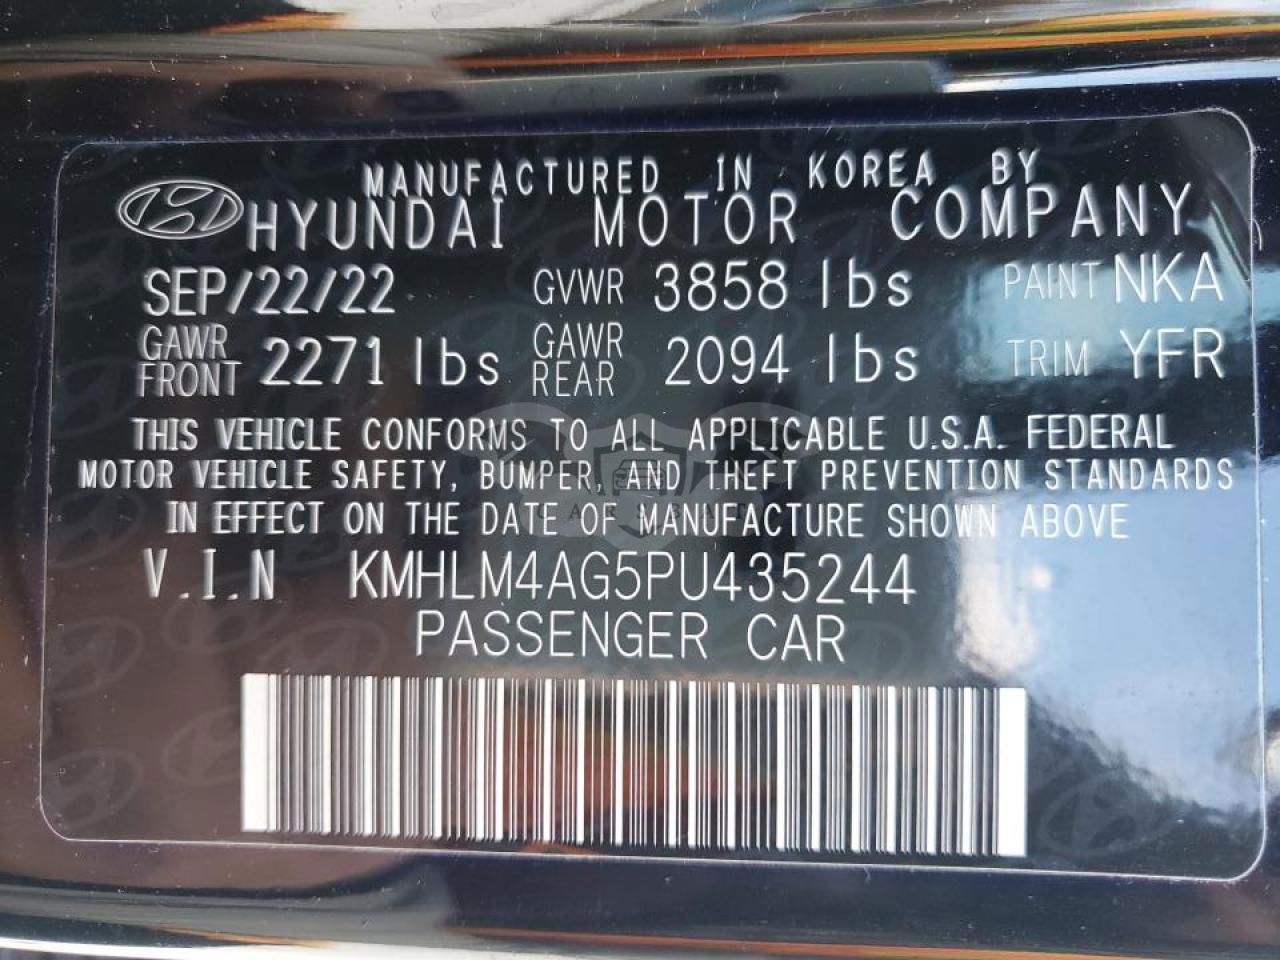 MANUFACTURED IN KOREA BY
HYUNDAI MOTOR COMPANY
SEP/22/22 GVWR 3858 lbs PAINT NKA
GAWR FRONT 2271 lbs GAWR REAR 2094 lbs TRIM YFR
THIS VEHICLE CONFORMS TO ALL APPLICABLE U.S.A. FEDERAL
MOTOR VEHICLE SAFETY, BUMPER, AND THEFT PREVENTION STANDARDS
IN EFFECT ON THE DATE OF MANUFACTURE SHOWN ABOVE
V.I.N KMHLM4AG5PU435244
PASSENGER CAR